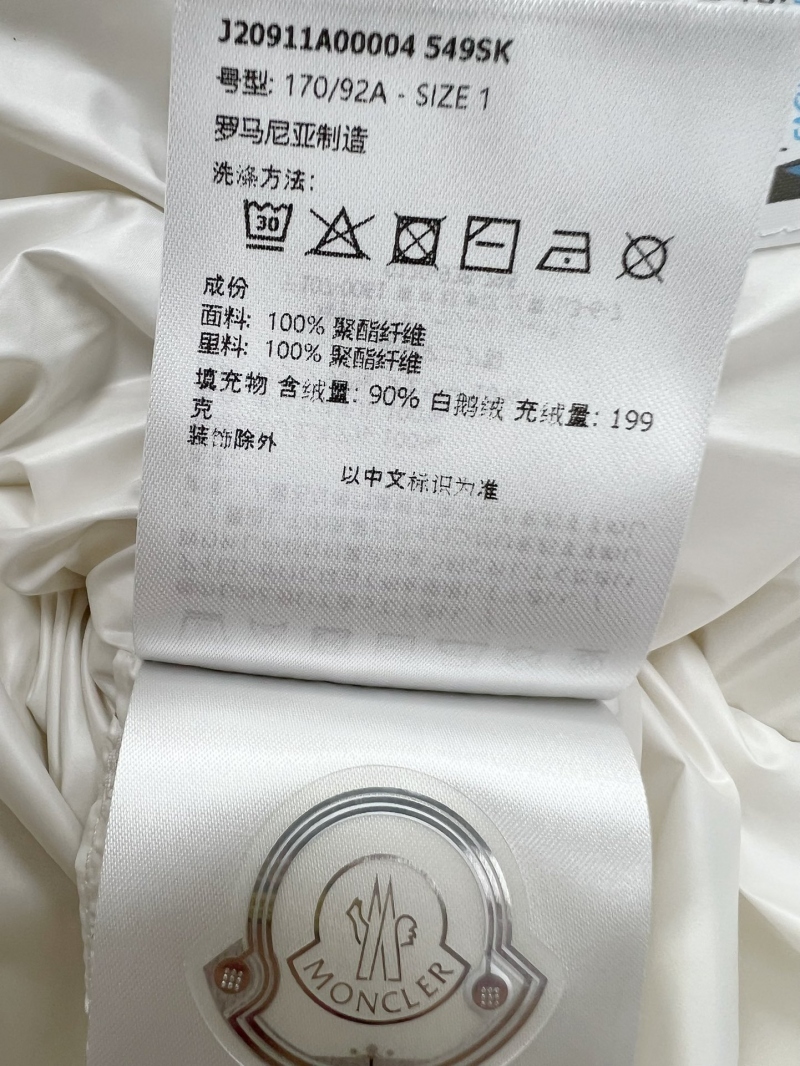 J20911A00004 549SK
号型: 170/92A - SIZE 1
罗马尼亚制造
洗涤方法:
30
成份
面料: 100% 聚酯纤维
里料: 100% 聚酯纤维
填充物 含绒量: 90% 白鹅绒 充绒量: 199
克
装饰除外
以中文标识为准
MONCLER